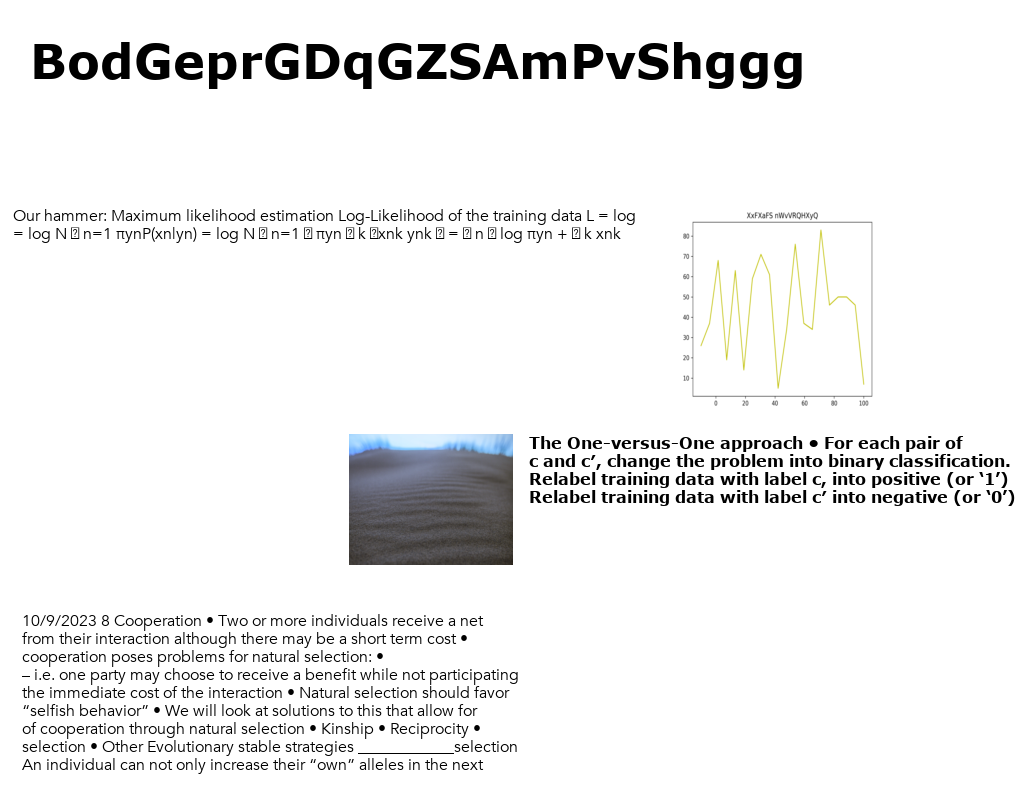 BodGeprGDqGZSAmPvShggg
Our hammer: Maximum likelihood estimation Log-Likelihood of the training data L = log
= log N � n=1 πynP(xnlyn) = log N � n=1 � πyn � k �xnk ynk � = � n � log πyn + � k xnk
XxFXaFS nWvVRQHXyQ
80
70
60
50
40
30
20
10
0 20 40 60 80 100
The One-versus-One approach • For each pair of
c and c’, change the problem into binary classification.
Relabel training data with label c, into positive (or ‘1’)
Relabel training data with label c’ into negative (or ‘0’)
10/9/2023 8 Cooperation • Two or more individuals receive a net
from their interaction although there may be a short term cost •
cooperation poses problems for natural selection: •
– i.e. one party may choose to receive a benefit while not participating
the immediate cost of the interaction • Natural selection should favor
“selfish behavior” • We will look at solutions to this that allow for
of cooperation through natural selection • Kinship • Reciprocity •
selection • Other Evolutionary stable strategies ____________selection
An individual can not only increase their “own” alleles in the next